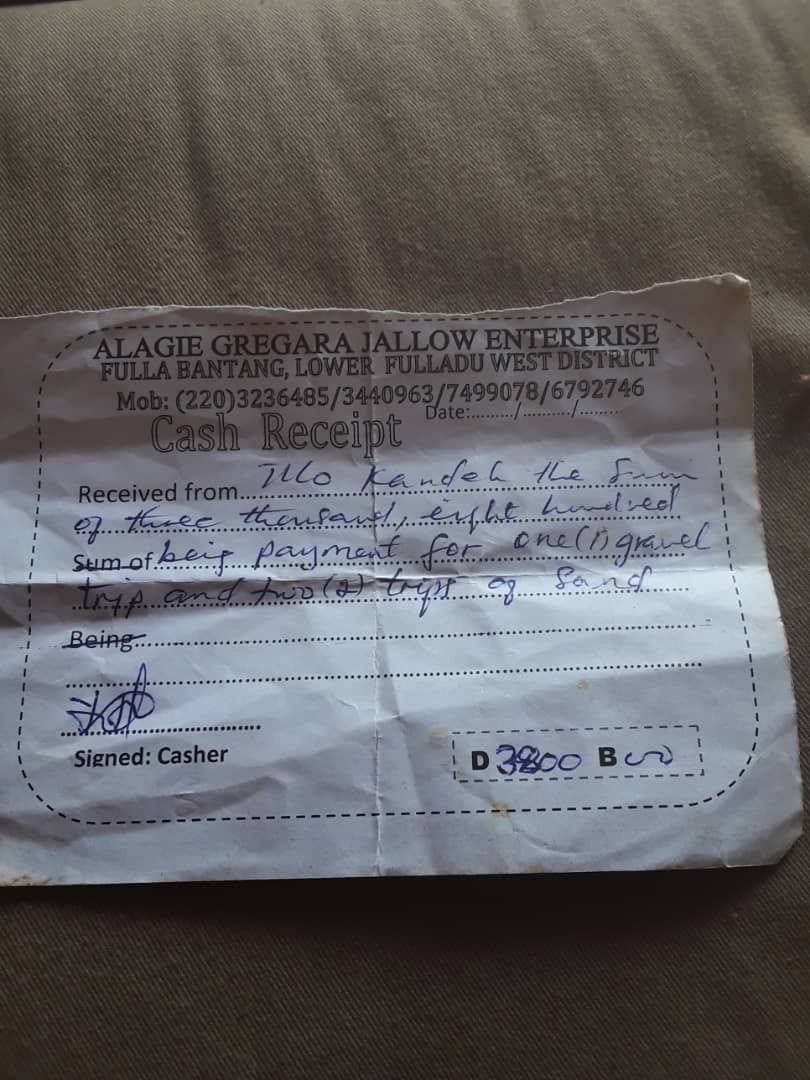 ALAGIE GREGARA JALLOW ENTERPRISE
FULLA BANTANG, LOWER FULLADU WEST DISTRICT
Mob: (220)3236485/3440963/7499078/6792746
Date:........./........../........
Cash Receipt
Received from Kandeh the Sum
of three thousand, eight hundred
Sum of being payment for one(1) gravel
trip and two(2) trips of Sand
Being
Signed: Casher
D 3800 B 00